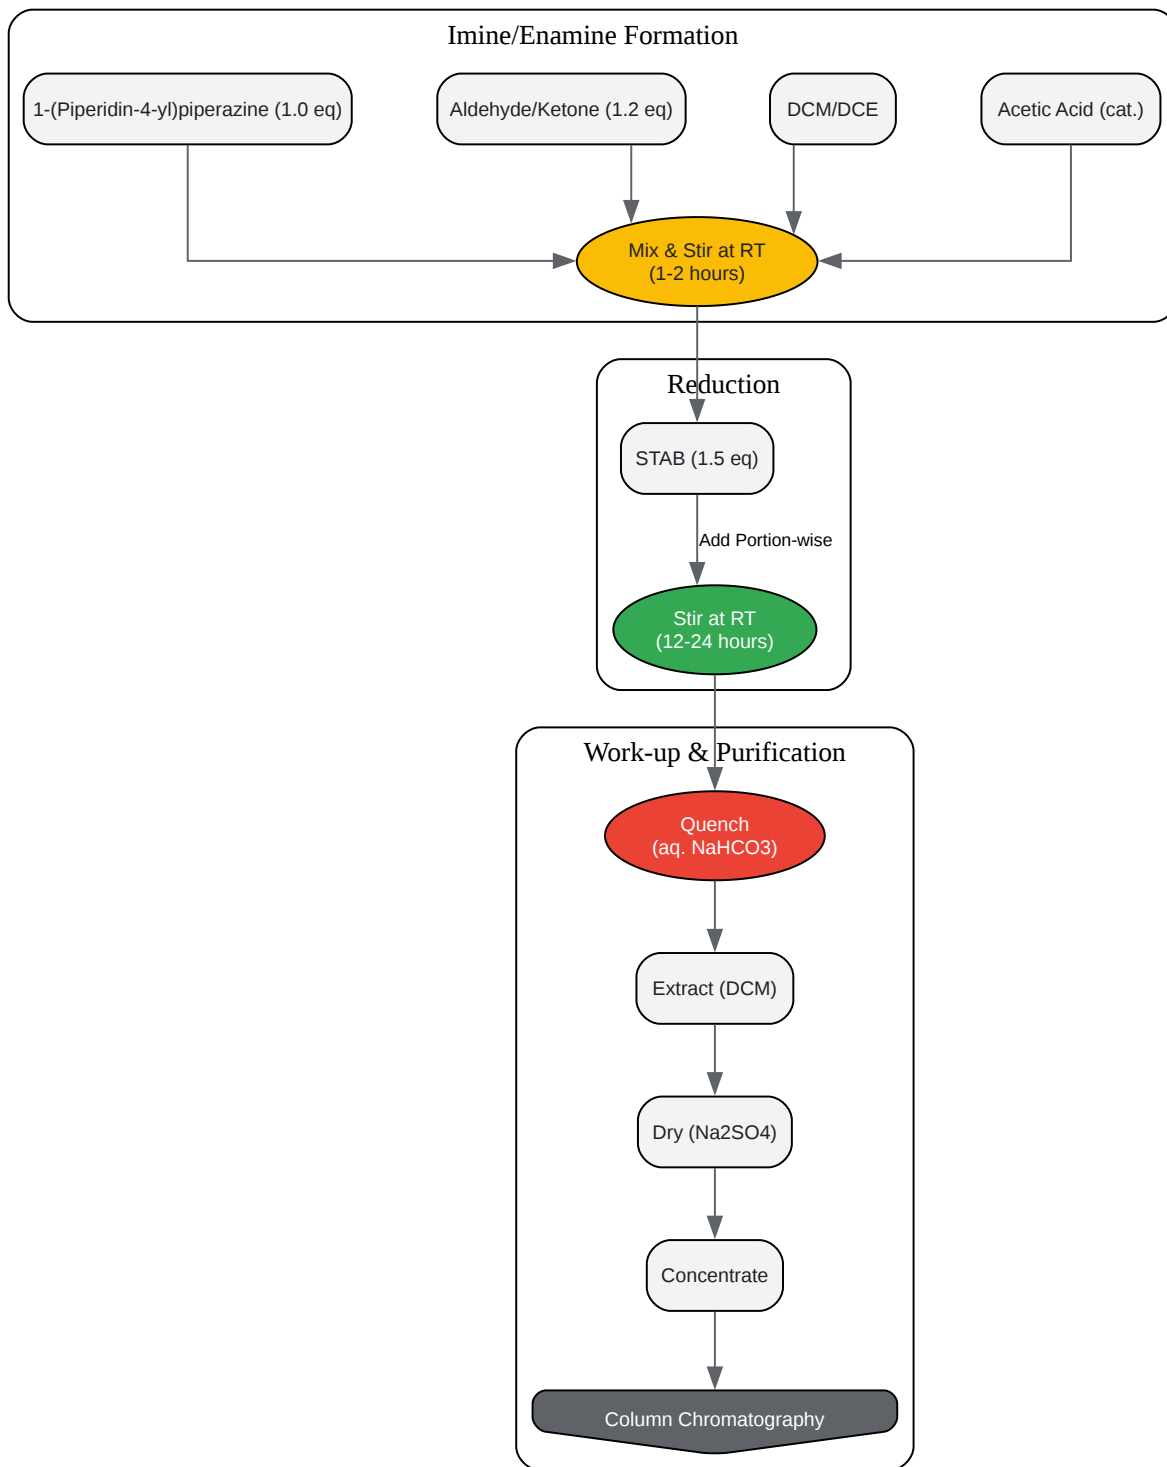 Imine/Enamine Formation
1-(Piperidin-4-yl)piperazine (1.0 eq)
Aldehyde/Ketone (1.2 eq)
DCM/DCE
Acetic Acid (cat.)
Mix & Stir at RT
(1-2 hours)
Reduction
STAB (1.5 eq)
Add Portion-wise
Stir at RT
(12-24 hours)
Work-up & Purification
Quench
(aq. NaHCO3)
Extract (DCM)
Dry (Na2SO4)
Concentrate
Column Chromatography